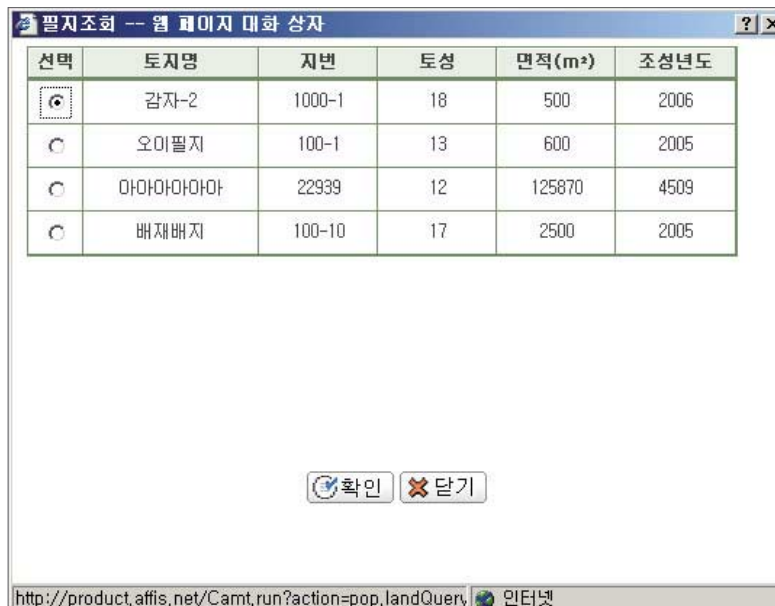 필지조회 -- 웹 페이지 대화 상자
선택 토지명 지번 토성 면적(m²) 조성년도
감자-2 1000-1 18 500 2006
오이필지 100-1 13 600 2005
아아아아아아 22939 12 125870 4509
배재배지 100-10 17 2500 2005
확인 닫기
http://product.affis.net/Camt.run?action=pop.landQuery 인터넷